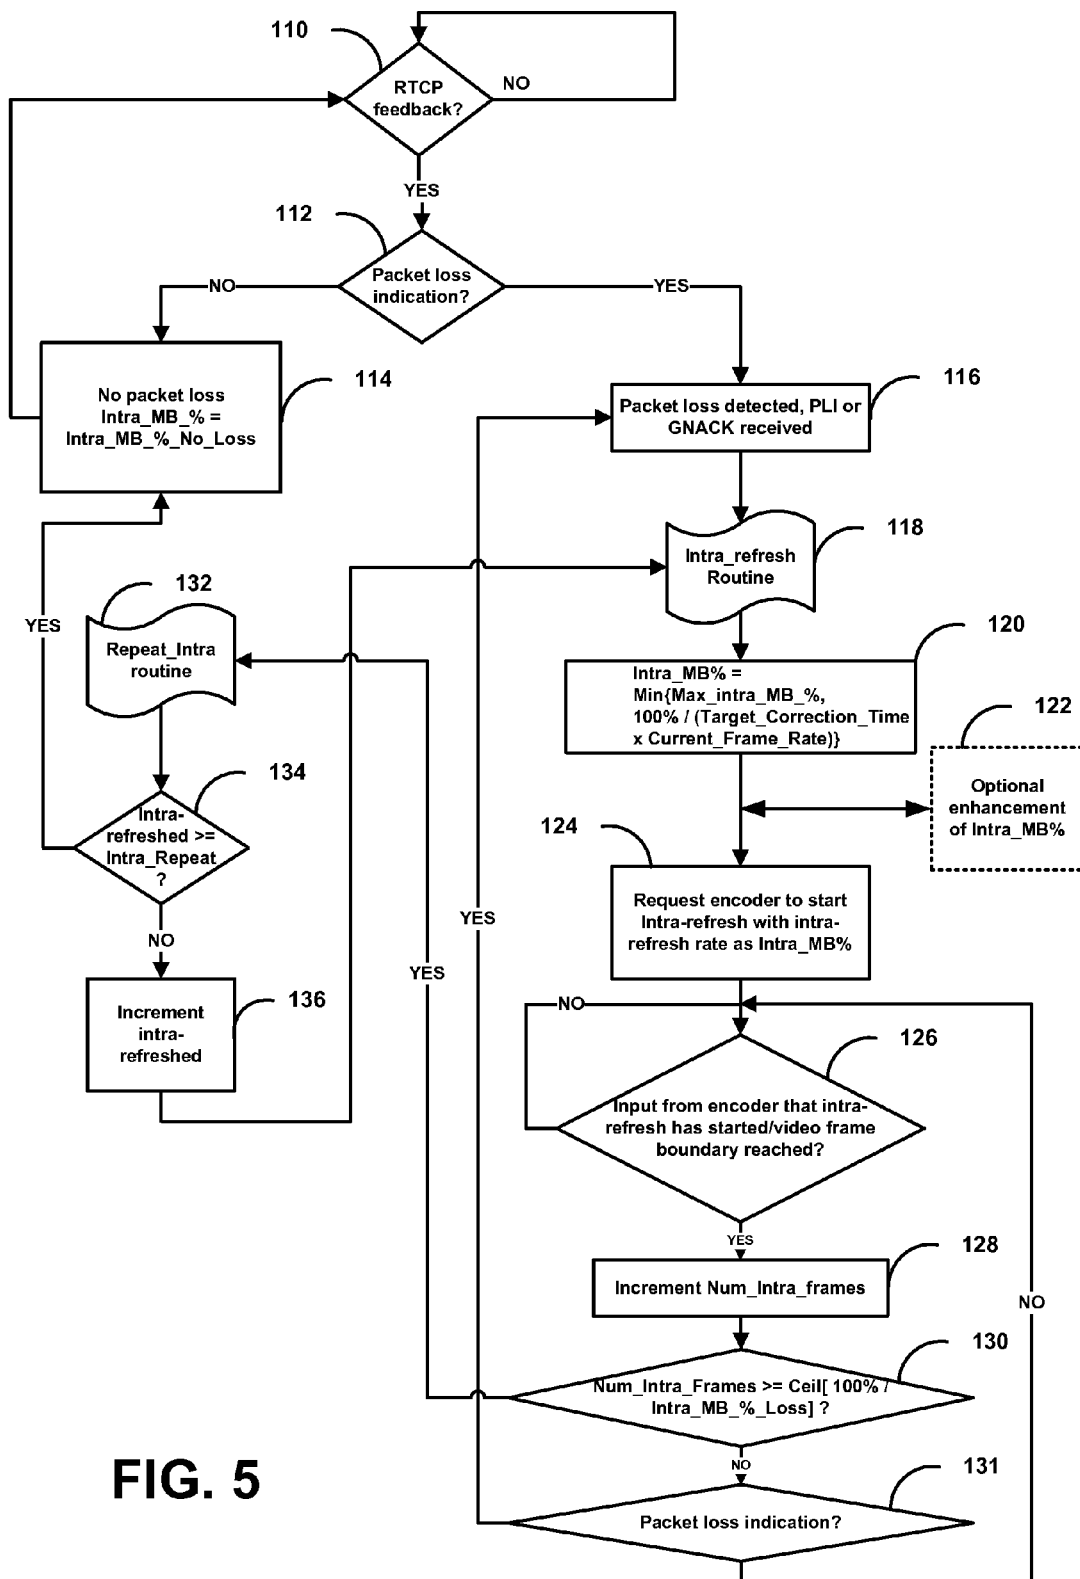 110
RTCP
feedback?
NO
YES
112
Packet loss
indication?
NO
YES
No packet loss
Intra_MB_% =
Intra_MB_%_No_Loss
114
116
Packet loss detected, PLI or
GNACK received
118
Intra_refresh
Routine
132
YES
Repeat_Intra
routine
120
Intra_MB% =
Min{Max_intra_MB_%,
100% / (Target_Correction_Time
x Current_Frame_Rate)}
122
Optional
enhancement
of Intra_MB%
134
Intra-
refreshed >=
Intra_Repeat
?
124
Request encoder to start
Intra-refresh with intra-
refresh rate as Intra_MB%
YES
NO
YES
136
Increment
intra-
refreshed
NO
126
Input from encoder that intra-
refresh has started/video frame
boundary reached?
YES
128
Increment Num_Intra_frames
NO
130
Num_Intra_Frames >= Ceil[ 100% /
Intra_MB_%_Loss] ?
NO
131
Packet loss indication?
FIG. 5